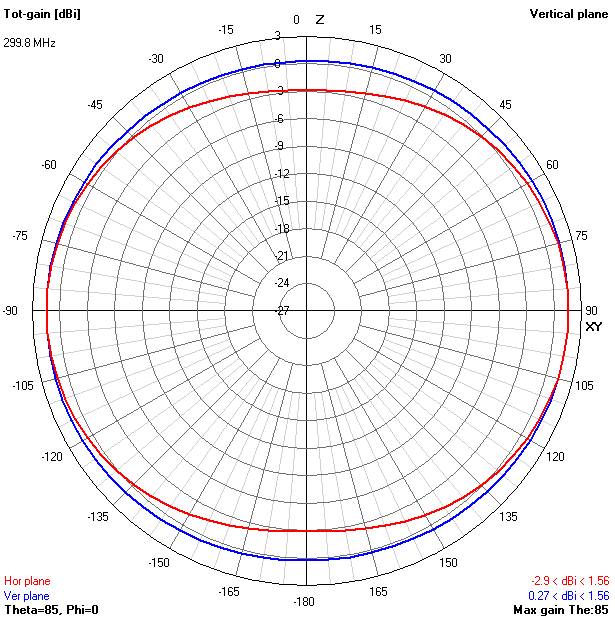 Tot-gain [dBi]
0 Z
Vertical plane
299.8 MHz
-15 3 15
-30 0 30
-45 -3 45
-6
-60 -9 60
-12
-15
-75 -18 75
-21
-24
-90 -27 90
XY
-105 105
-120 120
-135 135
-150 150
-165 165
-180
Hor plane -2.9 < dBi < 1.56
Ver plane 0.27 < dBi < 1.56
Theta=85, Phi=0 Max gain The:85